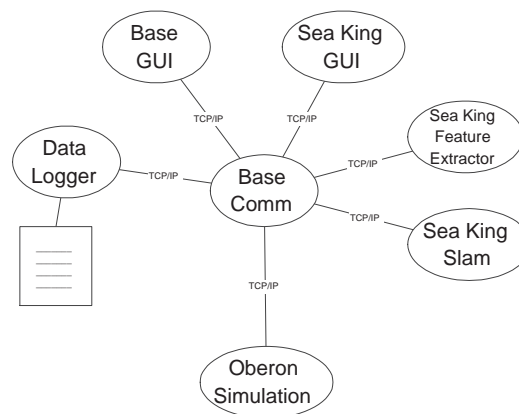 Base
GUI
Sea King
GUI
TCP/IP
TCP/IP
Sea King
Feature
Extractor
TCP/IP
Data
Logger
TCP/IP
Base
Comm
TCP/IP
Sea King
Slam
TCP/IP
Oberon
Simulation